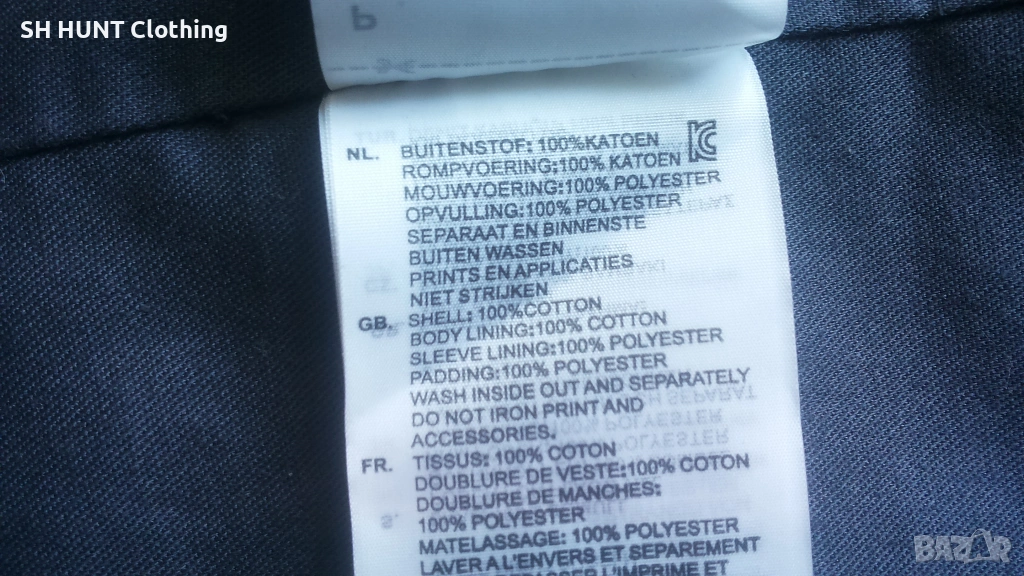 SH HUNT Clothing
NL. BUITENSTOF: 100%KATOEN
ROMPVOERING:100% KATOEN
MOUWVOERING:100% POLYESTER
OPVULLING:100% POLYESTER
SEPARAAT EN BINNENSTE
BUITEN WASSEN
PRINTS EN APPLICATIES
NIET STRIJKEN
GB. SHELL: 100%COTTON
BODY LINING:100% COTTON
SLEEVE LINING:100% POLYESTER
PADDING:100% POLYESTER
WASH INSIDE OUT AND SEPARATELY
DO NOT IRON PRINT AND
ACCESSORIES.
FR. TISSUS: 100% COTON
DOUBLURE DE VESTE:100% COTON
DOUBLURE DE MANCHES:
100% POLYESTER
MATELASSAGE: 100% POLYESTER
LAVER A L'ENVERS ET SEPAREMENT
L'IMPRIME ET
BAZAR